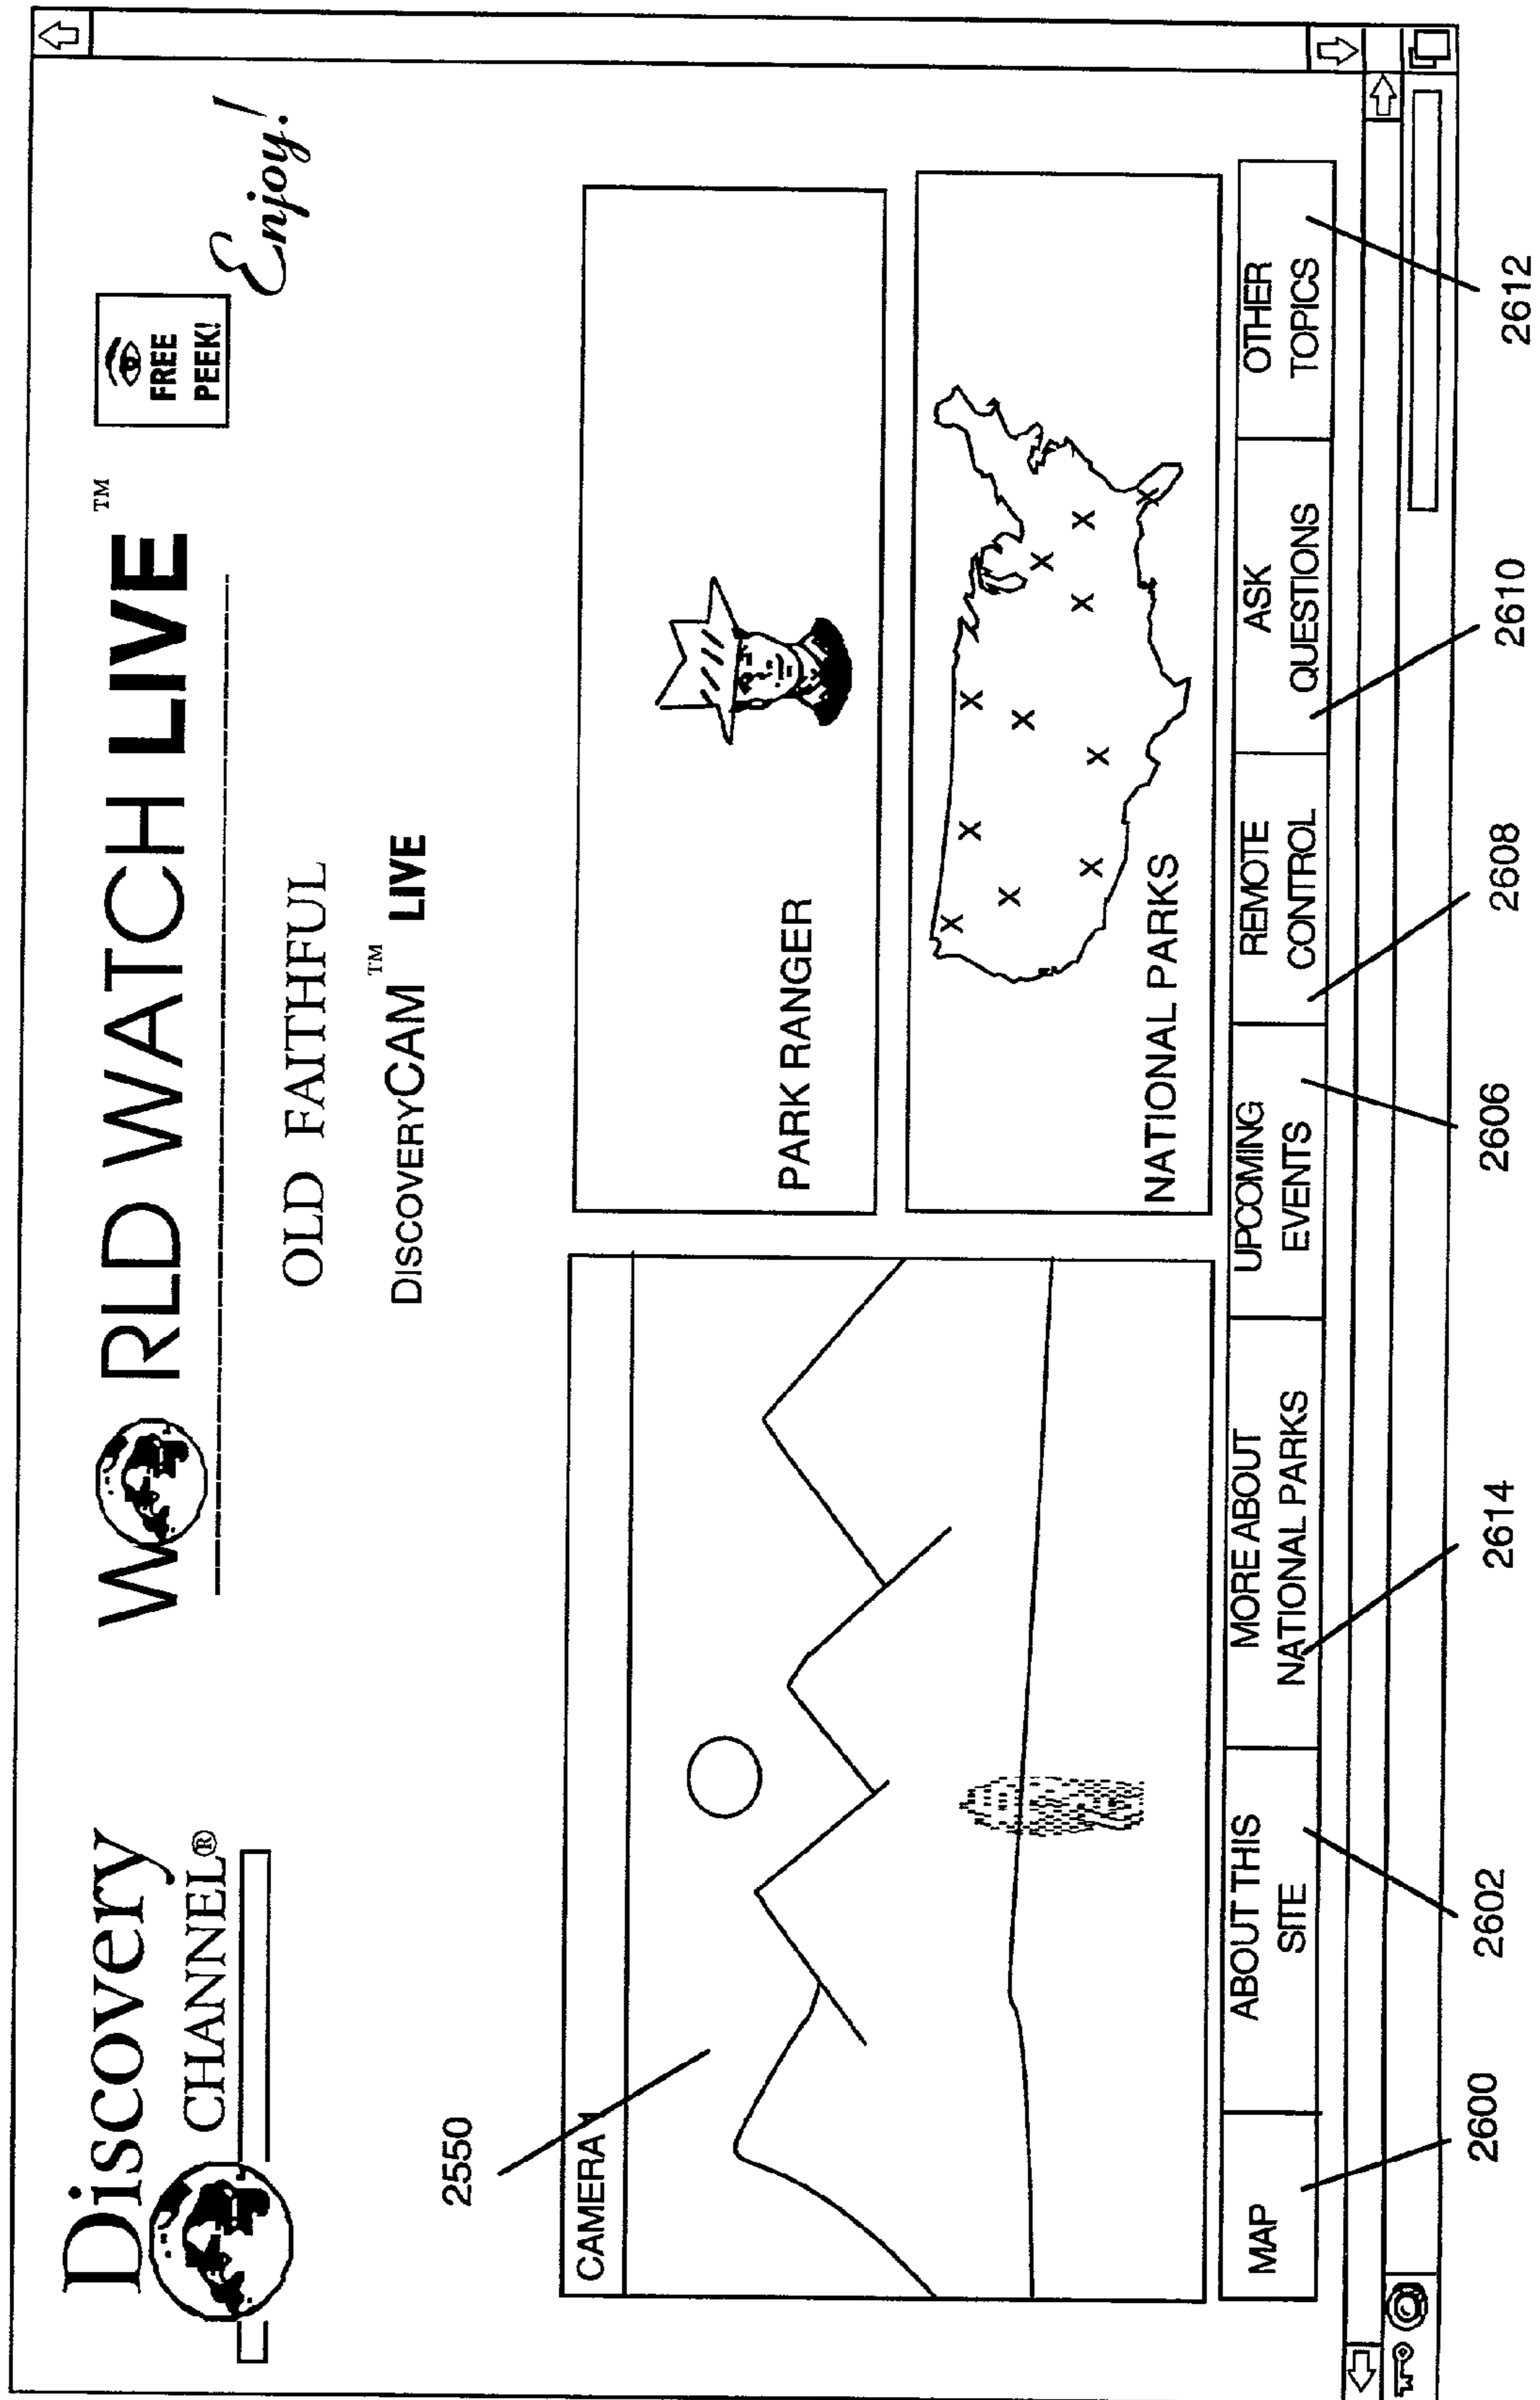 Discovery
CHANNEL®
W RLD WATCH LIVE™
FREE
PEEK!
Enjoy!
OLD FAITHFUL
DISCOVERYCAM™ LIVE
2550
CAMERA 1
PARK RANGER
NATIONAL PARKS
MAP
ABOUT THIS
SITE
MORE ABOUT
NATIONAL PARKS
UPCOMING
EVENTS
REMOTE
CONTROL
ASK
QUESTIONS
OTHER
TOPICS
2600
2602
2614
2606
2608
2610
2612